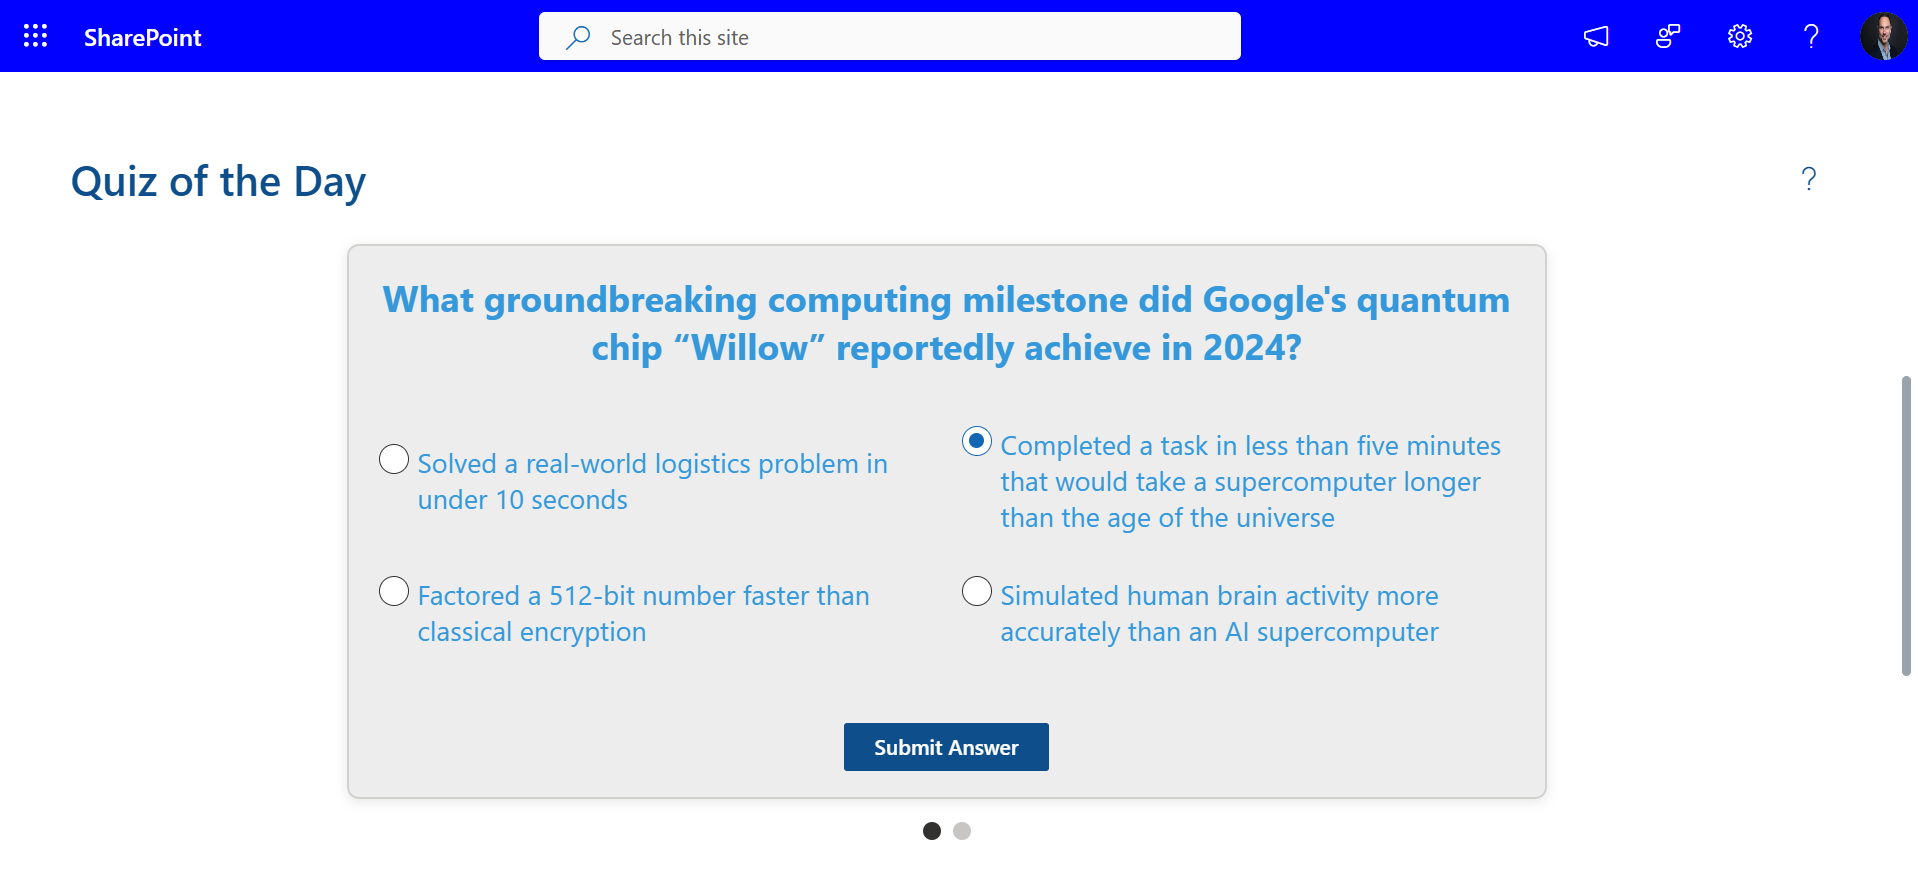 SharePoint
Search this site
?
Quiz of the Day
?
What groundbreaking computing milestone did Google's quantum
chip “Willow” reportedly achieve in 2024?
Solved a real-world logistics problem in
under 10 seconds
Completed a task in less than five minutes
that would take a supercomputer longer
than the age of the universe
Factored a 512-bit number faster than
classical encryption
Simulated human brain activity more
accurately than an AI supercomputer
Submit Answer